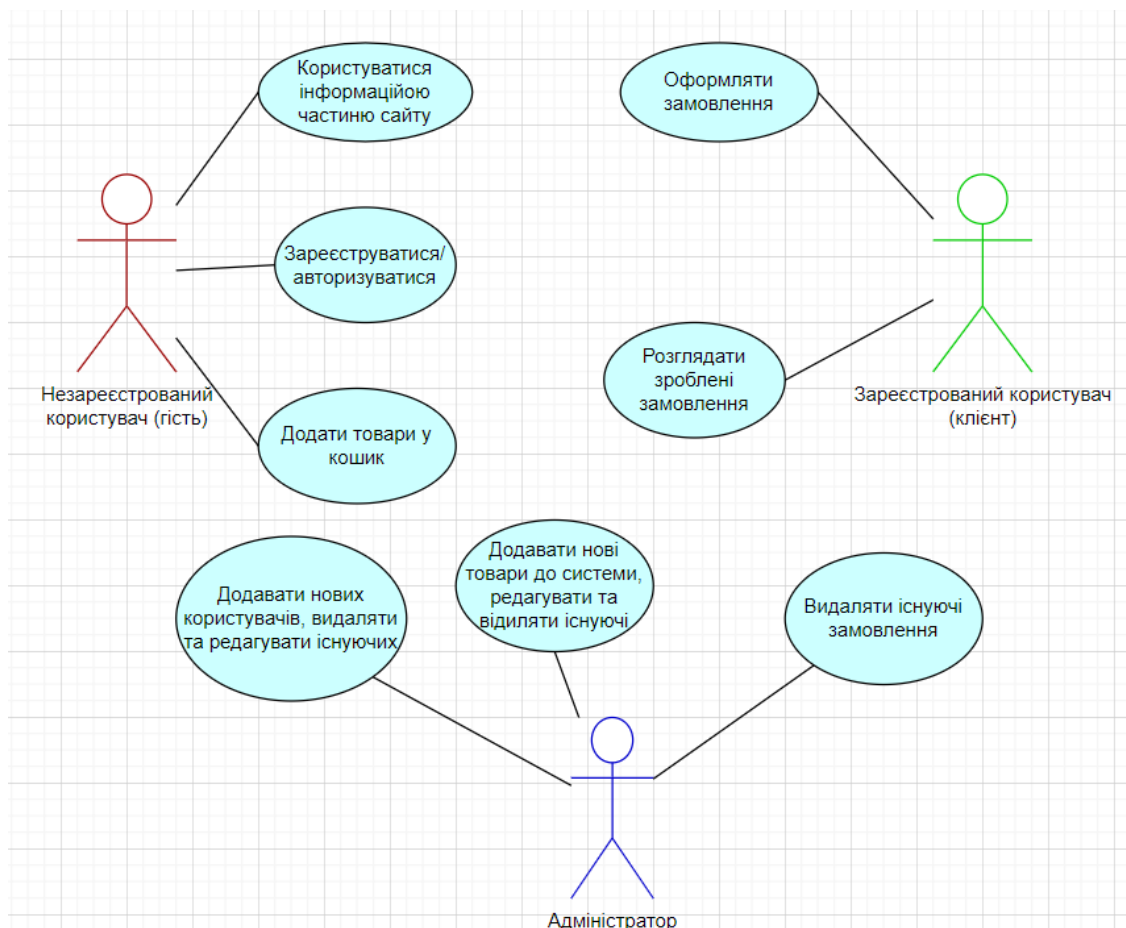 Користуватися
інформаційою
частиню сайту
Оформляти
замовлення
Зареєструватися/
авторизуватися
Незареєстрований
користувач (гість)
Розглядати
зроблені
замовлення
Зареєстрований користувач
(клієнт)
Додати товари у
кошик
Додавати нових
користувачів, видаляти
та редагувати існуючих
Додавати нові
товари до системи,
редагувати та
відиляти існуючі
Видаляти існуючі
замовлення
Адміністратор